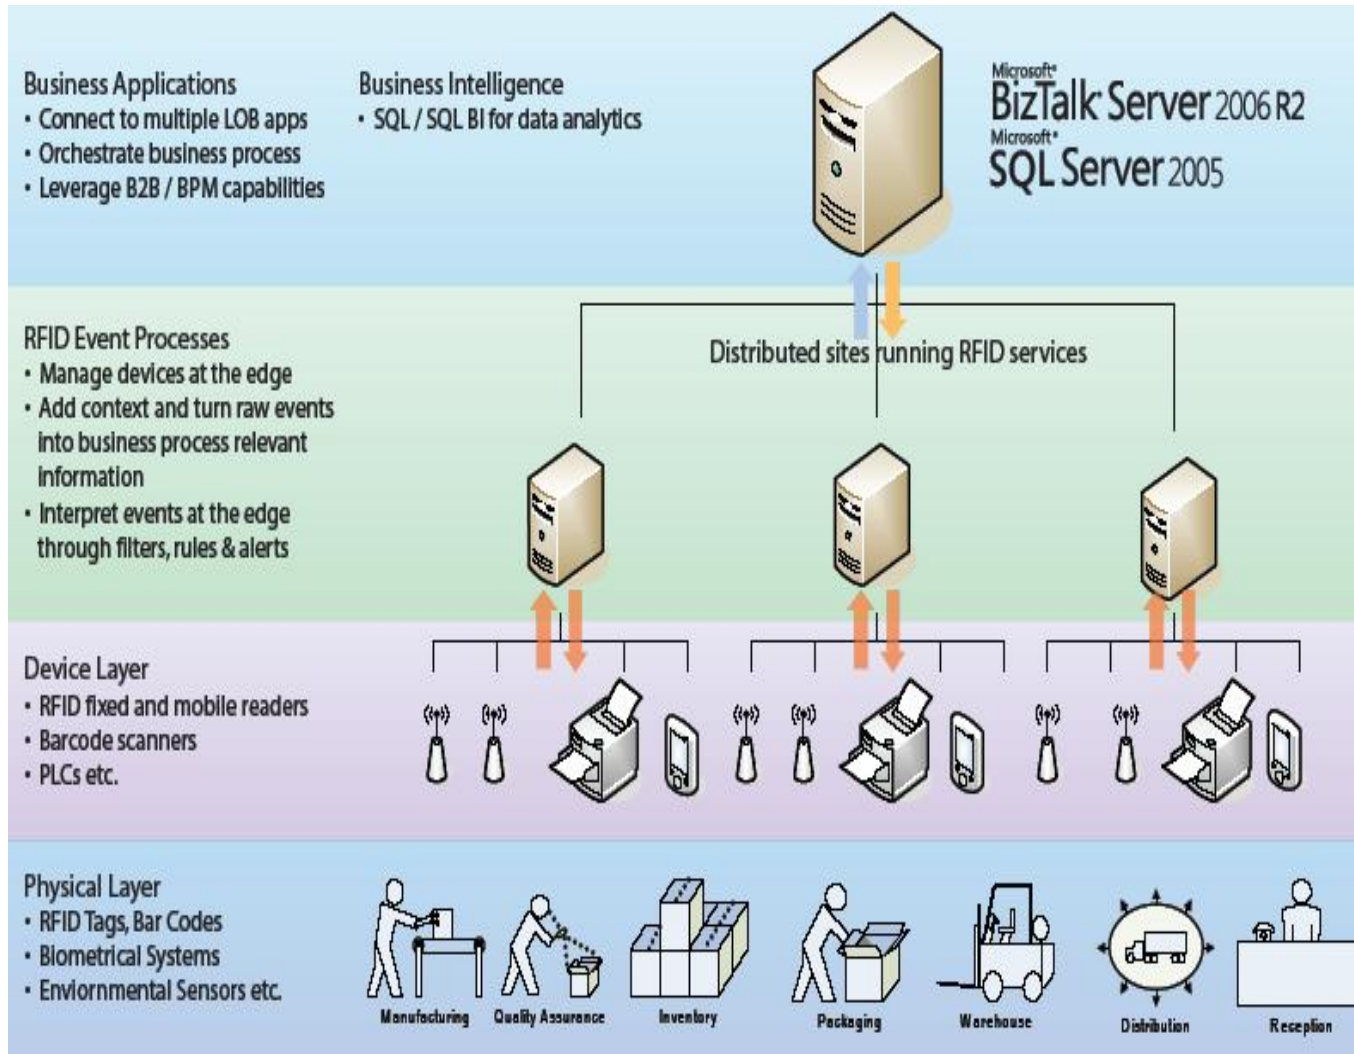 Business Applications
• Connect to multiple LOB apps
• Orchestrate business process
• Leverage B2B / BPM capabilities
Business Intelligence
• SQL / SQL BI for data analytics
Microsoft®
BizTalk® Server 2006 R2
Microsoft®
SQL Server 2005
RFID Event Processes
• Manage devices at the edge
• Add context and turn raw events
into business process relevant
information
• Interpret events at the edge
through filters, rules & alerts
Distributed sites running RFID services
Device Layer
• RFID fixed and mobile readers
• Barcode scanners
• PLCs etc.
Physical Layer
• RFID Tags, Bar Codes
• Biometrical Systems
• Enviornmental Sensors etc.
Manufacturing
Quality Assurance
Inventory
Packaging
Warehouse
Distribution
Reception